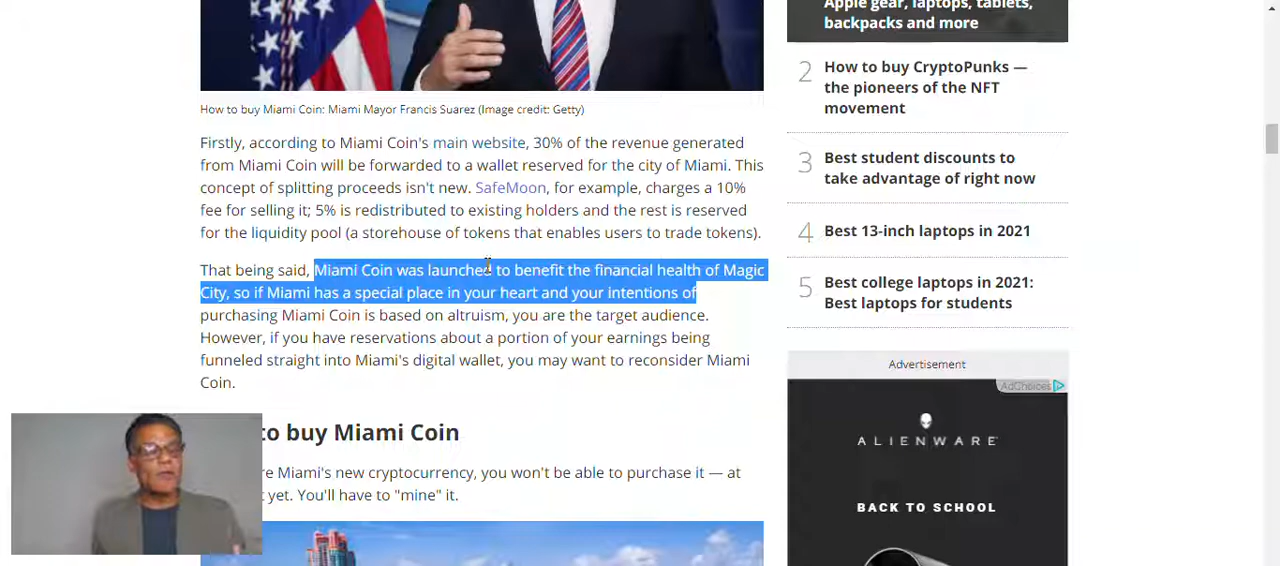 How to buy Miami Coin: Miami Mayor Francis Suarez (Image credit: Getty)
Firstly, according to Miami Coin's main website, 30% of the revenue generated
from Miami Coin will be forwarded to a wallet reserved for the city of Miami. This
concept of splitting proceeds isn't new. SafeMoon, for example, charges a 10%
fee for selling it; 5% is redistributed to existing holders and the rest is reserved
for the liquidity pool (a storehouse of tokens that enables users to trade tokens).
That being said, Miami Coin was launched to benefit the financial health of Magic
City, so if Miami has a special place in your heart and your intentions of
purchasing Miami Coin is based on altruism, you are the target audience.
However, if you have reservations about a portion of your earnings being
funneled straight into Miami's digital wallet, you may want to reconsider Miami
Coin.
to buy Miami Coin
re Miami's new cryptocurrency, you won't be able to purchase it — at
yet. You'll have to "mine" it.
Apple gear, laptops, tablets,
backpacks and more
2
How to buy CryptoPunks —
the pioneers of the NFT
movement
3
Best student discounts to
take advantage of right now
4
Best 13-inch laptops in 2021
5
Best college laptops in 2021:
Best laptops for students
Advertisement
AdChoices
ALIENWARE
BACK TO SCHOOL